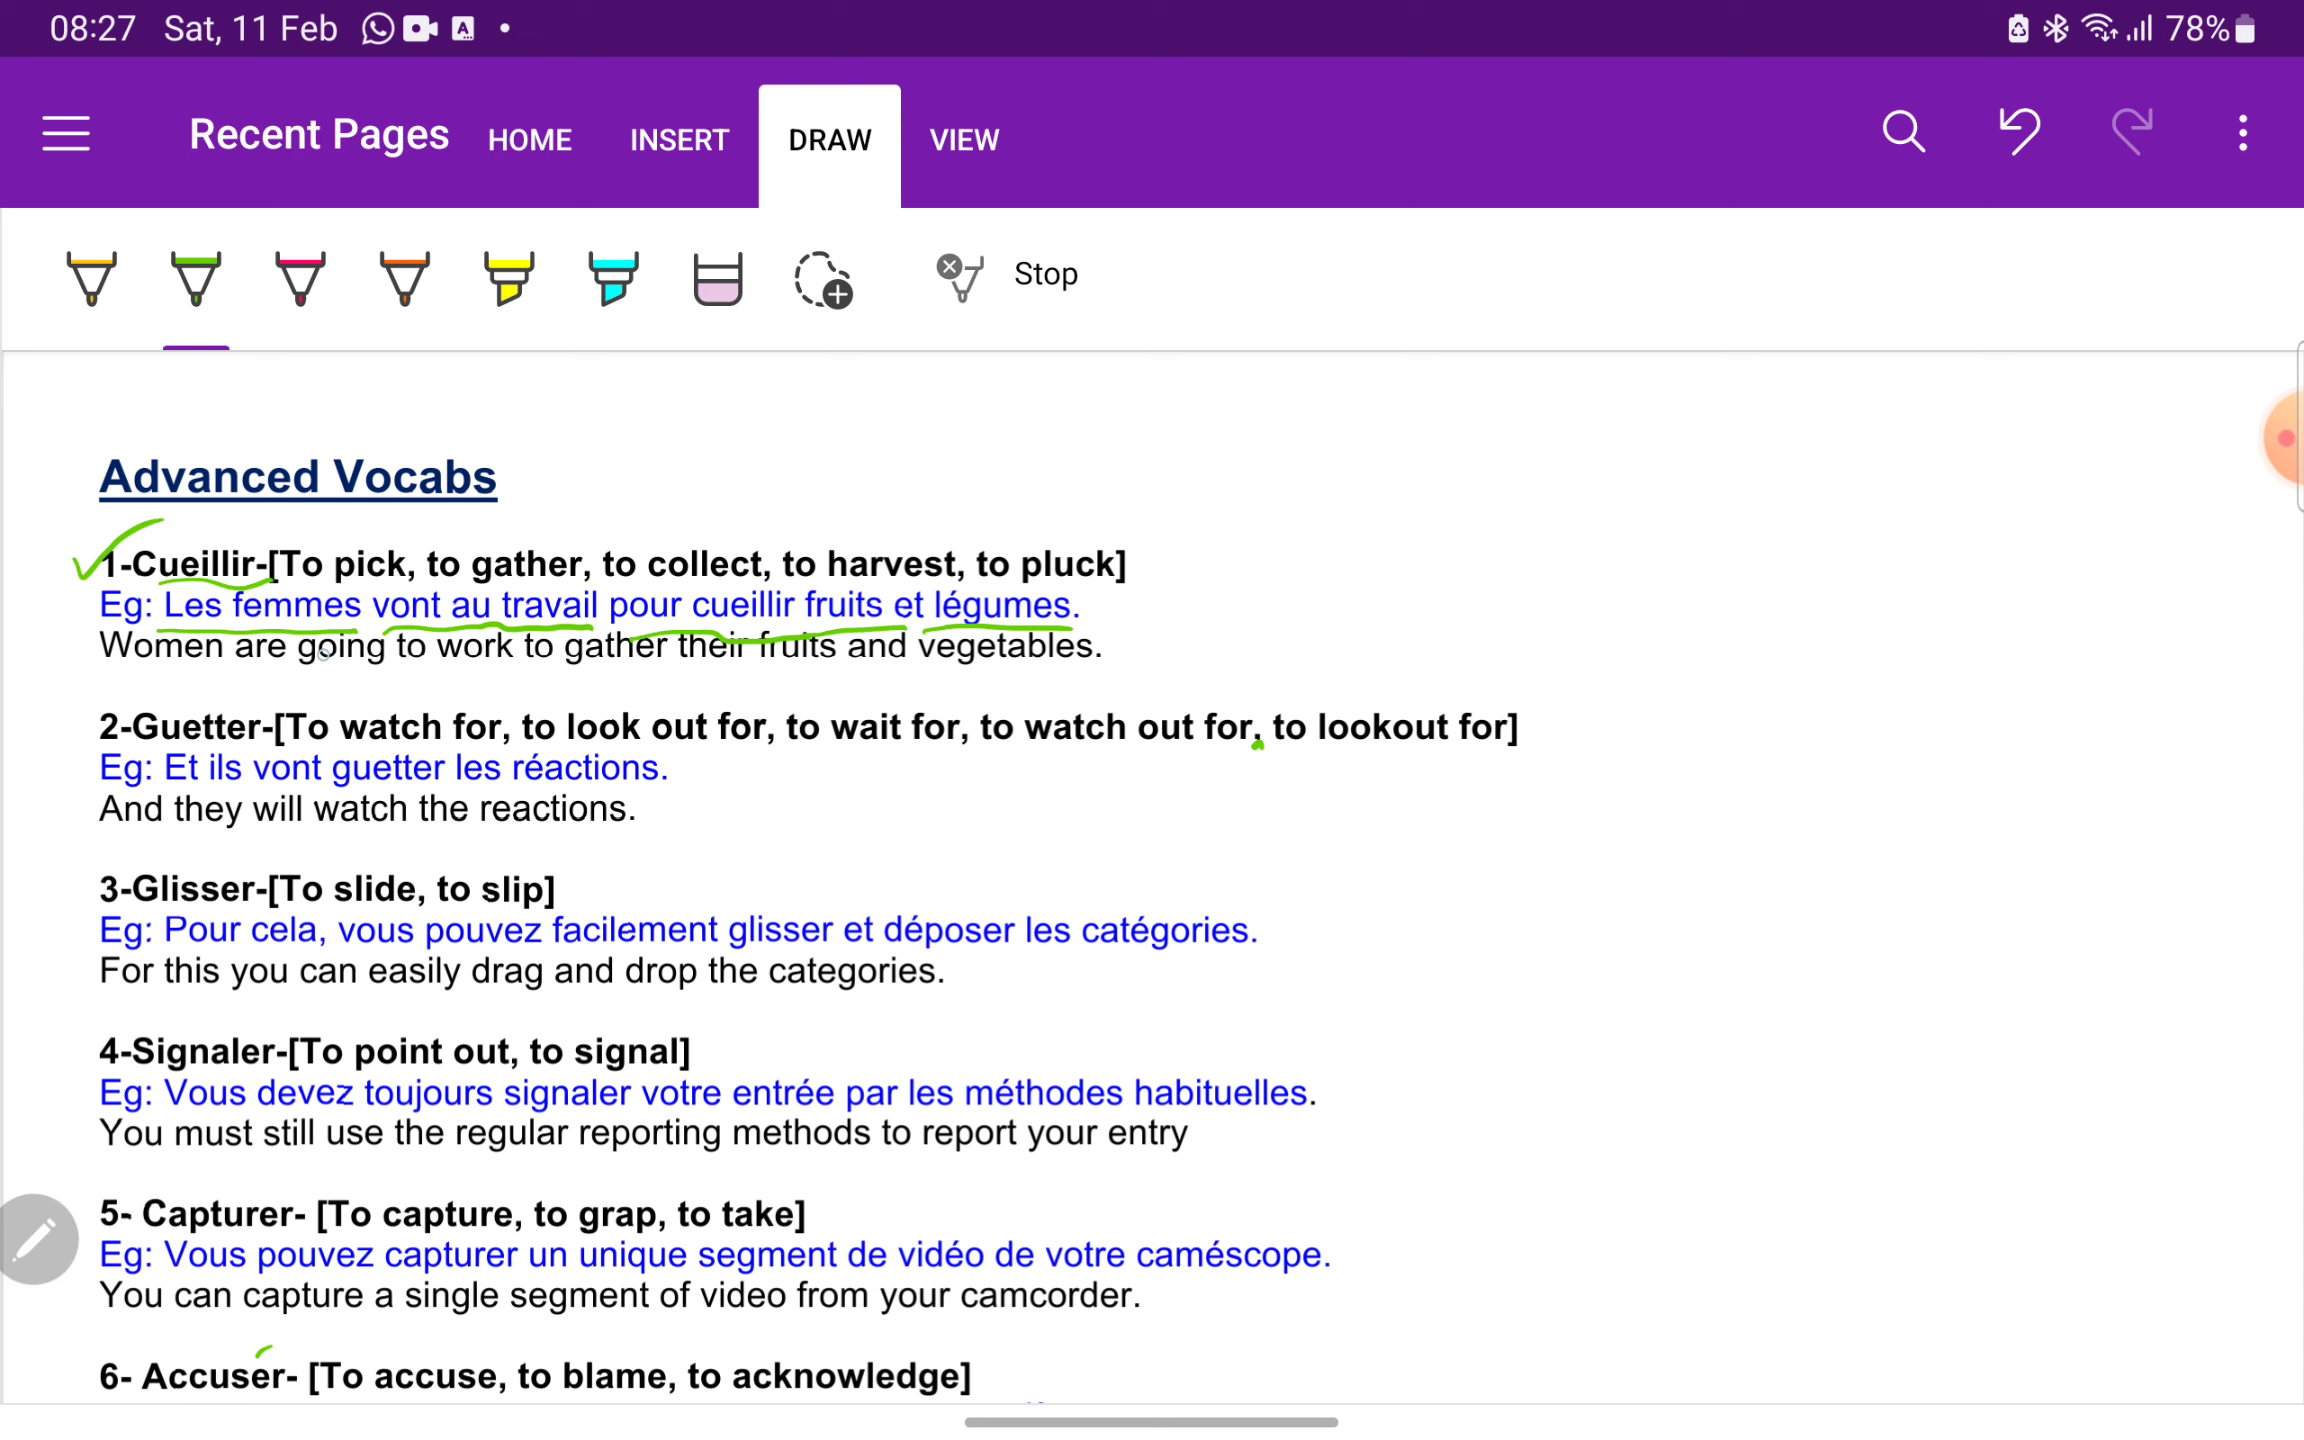 08:27 Sat, 11 Feb 78%
Recent Pages HOME INSERT DRAW VIEW
Stop
Advanced Vocabs
1-Cueillir-[To pick, to gather, to collect, to harvest, to pluck]
Eg: Les femmes vont au travail pour cueillir fruits et légumes.
Women are going to work to gather their fruits and vegetables.
2-Guetter-[To watch for, to look out for, to wait for, to watch out for, to lookout for]
Eg: Et ils vont guetter les réactions.
And they will watch the reactions.
3-Glisser-[To slide, to slip]
Eg: Pour cela, vous pouvez facilement glisser et déposer les catégories.
For this you can easily drag and drop the categories.
4-Signaler-[To point out, to signal]
Eg: Vous devez toujours signaler votre entrée par les méthodes habituelles.
You must still use the regular reporting methods to report your entry
5- Capturer- [To capture, to grap, to take]
Eg: Vous pouvez capturer un unique segment de vidéo de votre caméscope.
You can capture a single segment of video from your camcorder.
6- Accuser- [To accuse, to blame, to acknowledge]